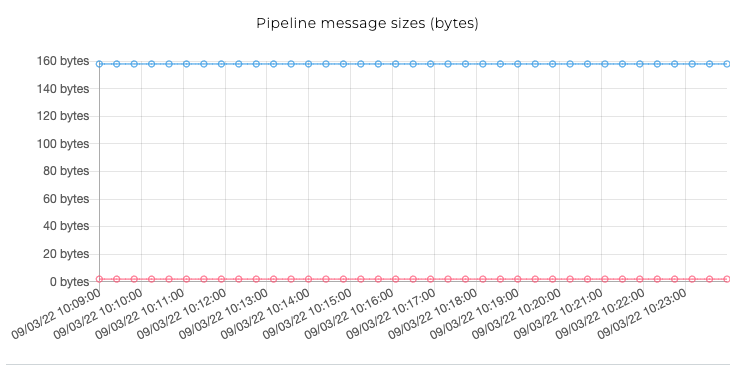 Pipeline message sizes (bytes)
160 bytes
140 bytes
120 bytes
100 bytes
80 bytes
60 bytes
40 bytes
20 bytes
0 bytes
09/03/22 10:09:00
09/03/22 10:10:00
09/03/22 10:11:00
09/03/22 10:12:00
09/03/22 10:13:00
09/03/22 10:14:00
09/03/22 10:15:00
09/03/22 10:16:00
09/03/22 10:17:00
09/03/22 10:18:00
09/03/22 10:19:00
09/03/22 10:20:00
09/03/22 10:21:00
09/03/22 10:22:00
09/03/22 10:23:00